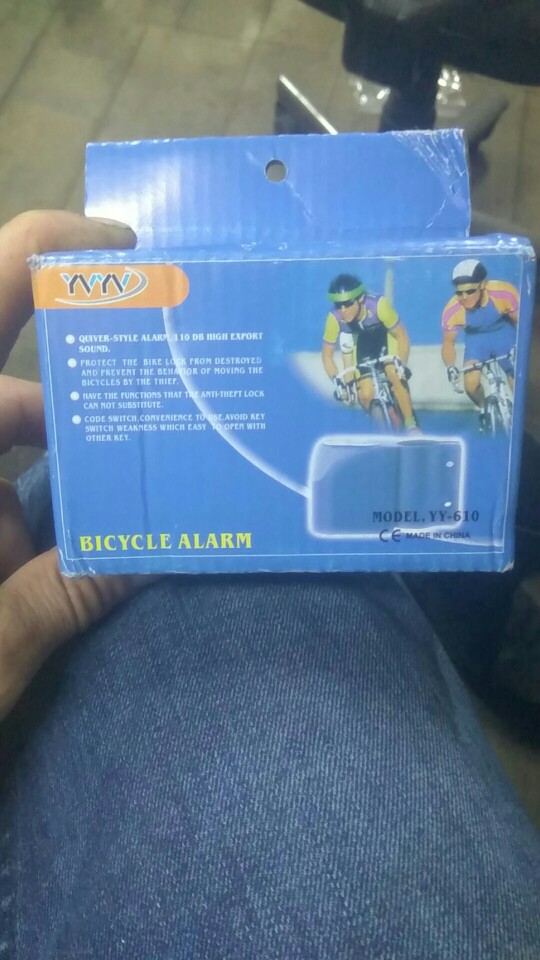 YVYV
QUIVER-STYLE ALARM, 110 DB HIGH EXPORT
SOUND.
PROTECT THE BIKE LOCK FROM DESTROYED
AND PREVENT THE BEHAVIOR OF MOVING THE
BICYCLES BY THE THIEF.
HAVE THE FUNCTIONS THAT THE ANTI-THEFT LOCK
CAN NOT SUBSTITUTE.
CODE SWITCH,CONVENIENCE TO USE,AVOID KEY
SWITCH WEAKNESS WHICH EASY TO OPEN WITH
OTHER KEY.
MODEL, YY-610
CE MADE IN CHINA
BICYCLE ALARM